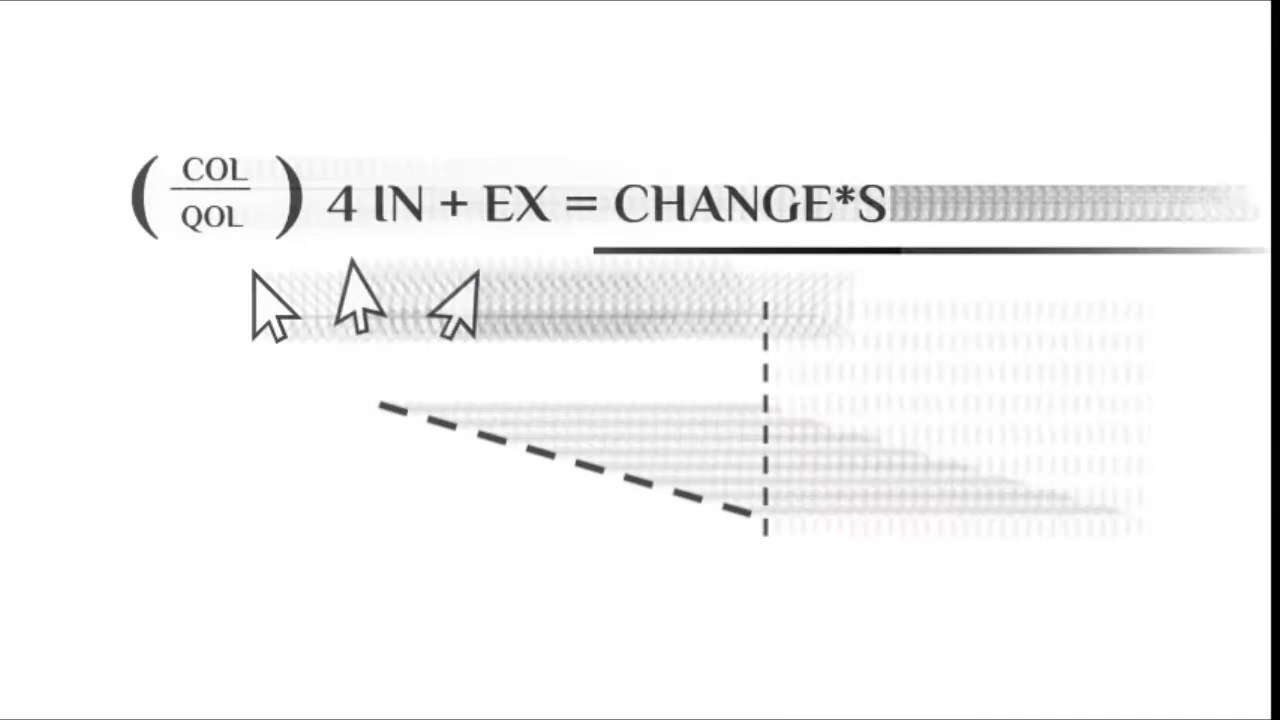 ( COL
QOL ) 4 IN + EX = CHANGE*S